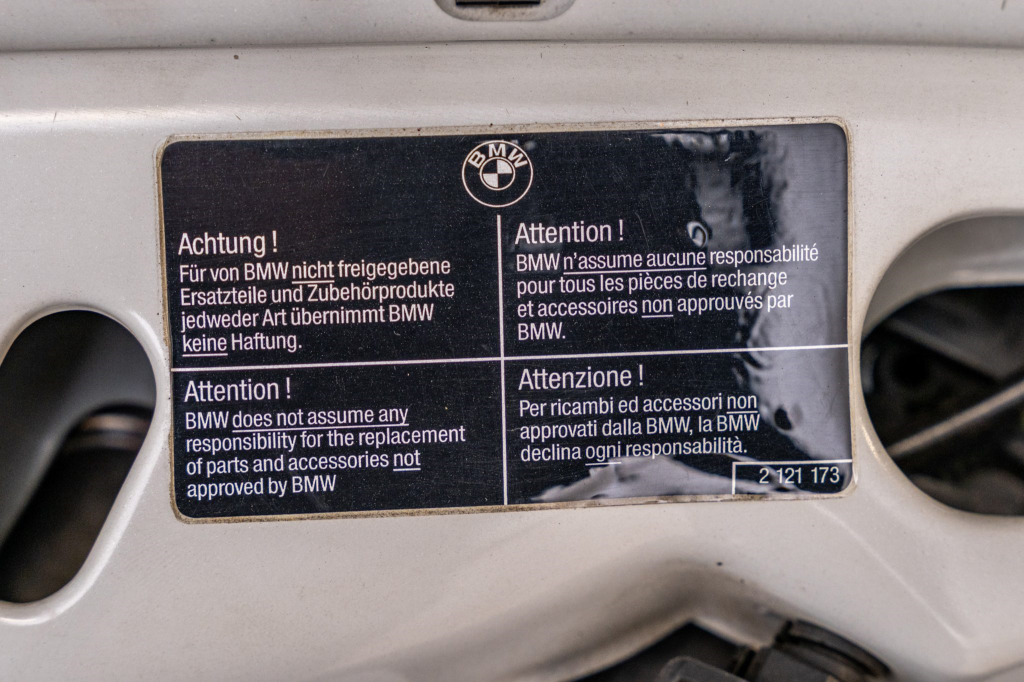 BMW
Achtung !
Für von BMW nicht freigegebene
Ersatzteile und Zubehörprodukte
jedweder Art übernimmt BMW
keine Haftung.
Attention !
BMW n'assume aucune responsabilité
pour tous les pièces de rechange
et accessoires non approuvés par
BMW.
Attention !
BMW does not assume any
responsibility for the replacement
of parts and accessories not
approved by BMW
Attenzione !
Per ricambi ed accessori non
approvati dalla BMW, la BMW
declina ogni responsabilità.
2 121 173